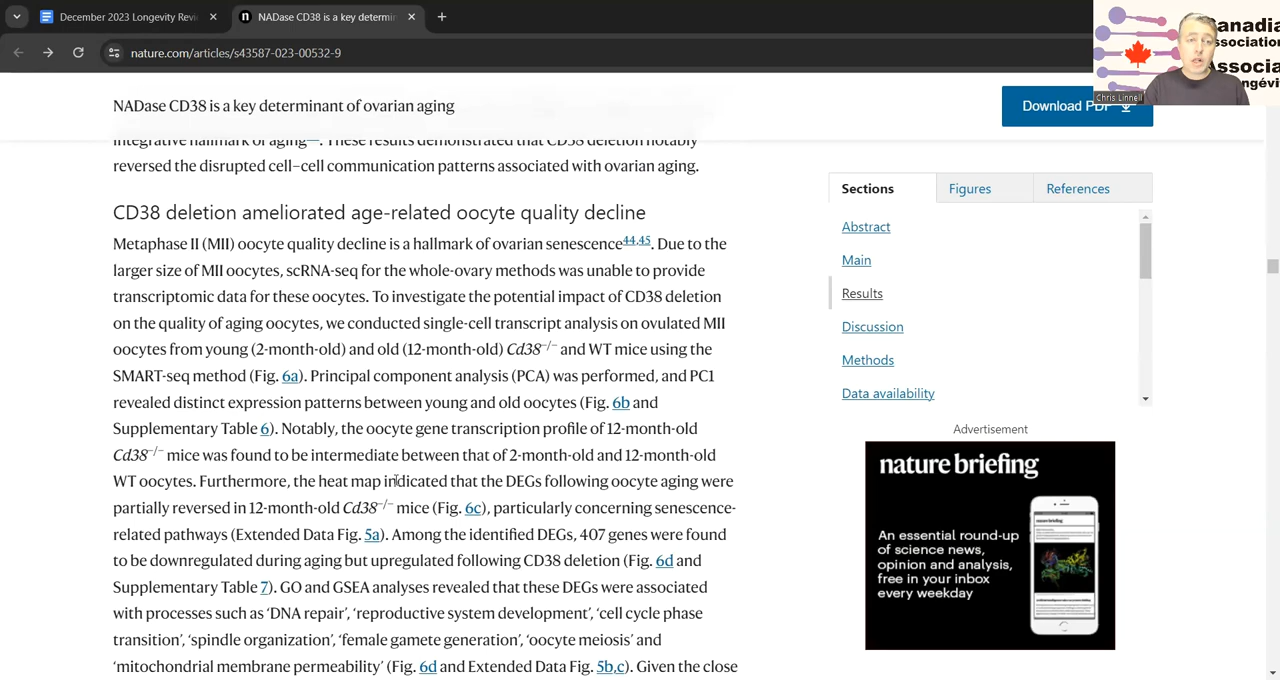 December 2023 Longevity Revi
NADase CD38 is a key determin
nature.com/articles/s43587-023-00532-9
Canadia
Association
Associa
ngévi
Chris Linnell
NADase CD38 is a key determinant of ovarian aging
Download PDF
integrative hallmark of aging. These results demonstrated that CD38 deletion notably
reversed the disrupted cell–cell communication patterns associated with ovarian aging.
CD38 deletion ameliorated age-related oocyte quality decline
Metaphase II (MII) oocyte quality decline is a hallmark of ovarian senescence44,45. Due to the
larger size of MII oocytes, scRNA-seq for the whole-ovary methods was unable to provide
transcriptomic data for these oocytes. To investigate the potential impact of CD38 deletion
on the quality of aging oocytes, we conducted single-cell transcript analysis on ovulated MII
oocytes from young (2-month-old) and old (12-month-old) Cd38−/− and WT mice using the
SMART-seq method (Fig. 6a). Principal component analysis (PCA) was performed, and PC1
revealed distinct expression patterns between young and old oocytes (Fig. 6b and
Supplementary Table 6). Notably, the oocyte gene transcription profile of 12-month-old
Cd38−/− mice was found to be intermediate between that of 2-month-old and 12-month-old
WT oocytes. Furthermore, the heat map indicated that the DEGs following oocyte aging were
partially reversed in 12-month-old Cd38−/− mice (Fig. 6c), particularly concerning senescence-
related pathways (Extended Data Fig. 5a). Among the identified DEGs, 407 genes were found
to be downregulated during aging but upregulated following CD38 deletion (Fig. 6d and
Supplementary Table 7). GO and GSEA analyses revealed that these DEGs were associated
with processes such as 'DNA repair', 'reproductive system development', 'cell cycle phase
transition', 'spindle organization', 'female gamete generation', 'oocyte meiosis' and
'mitochondrial membrane permeability' (Fig. 6d and Extended Data Fig. 5b,c). Given the close
Sections
Figures
References
Abstract
Main
Results
Discussion
Methods
Data availability
Advertisement
nature briefing
An essential round-up
of science news,
opinion and analysis,
free in your inbox
every weekday